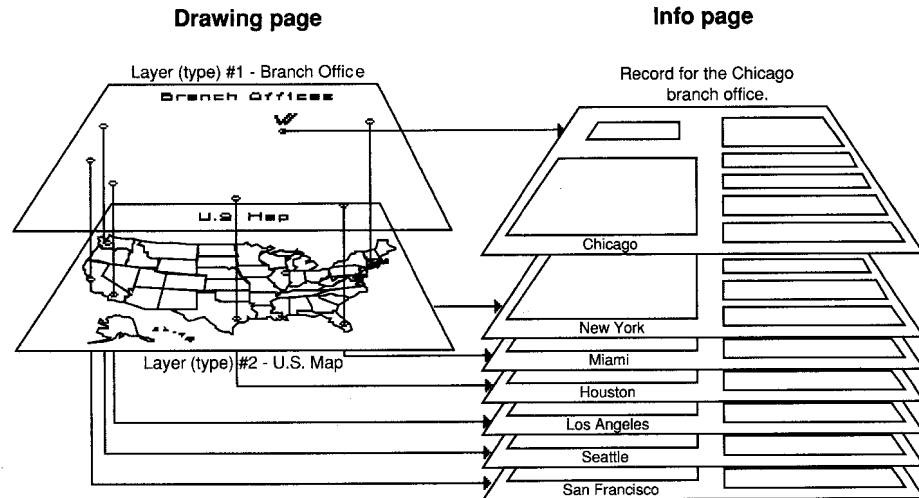 Drawing page
Info page
Layer (type) #1 - Branch Office
Branch Offices
Record for the Chicago
branch office.
U.S Map
Chicago
New York
Miami
Layer (type) #2 - U.S. Map
Houston
Los Angeles
Seattle
San Francisco